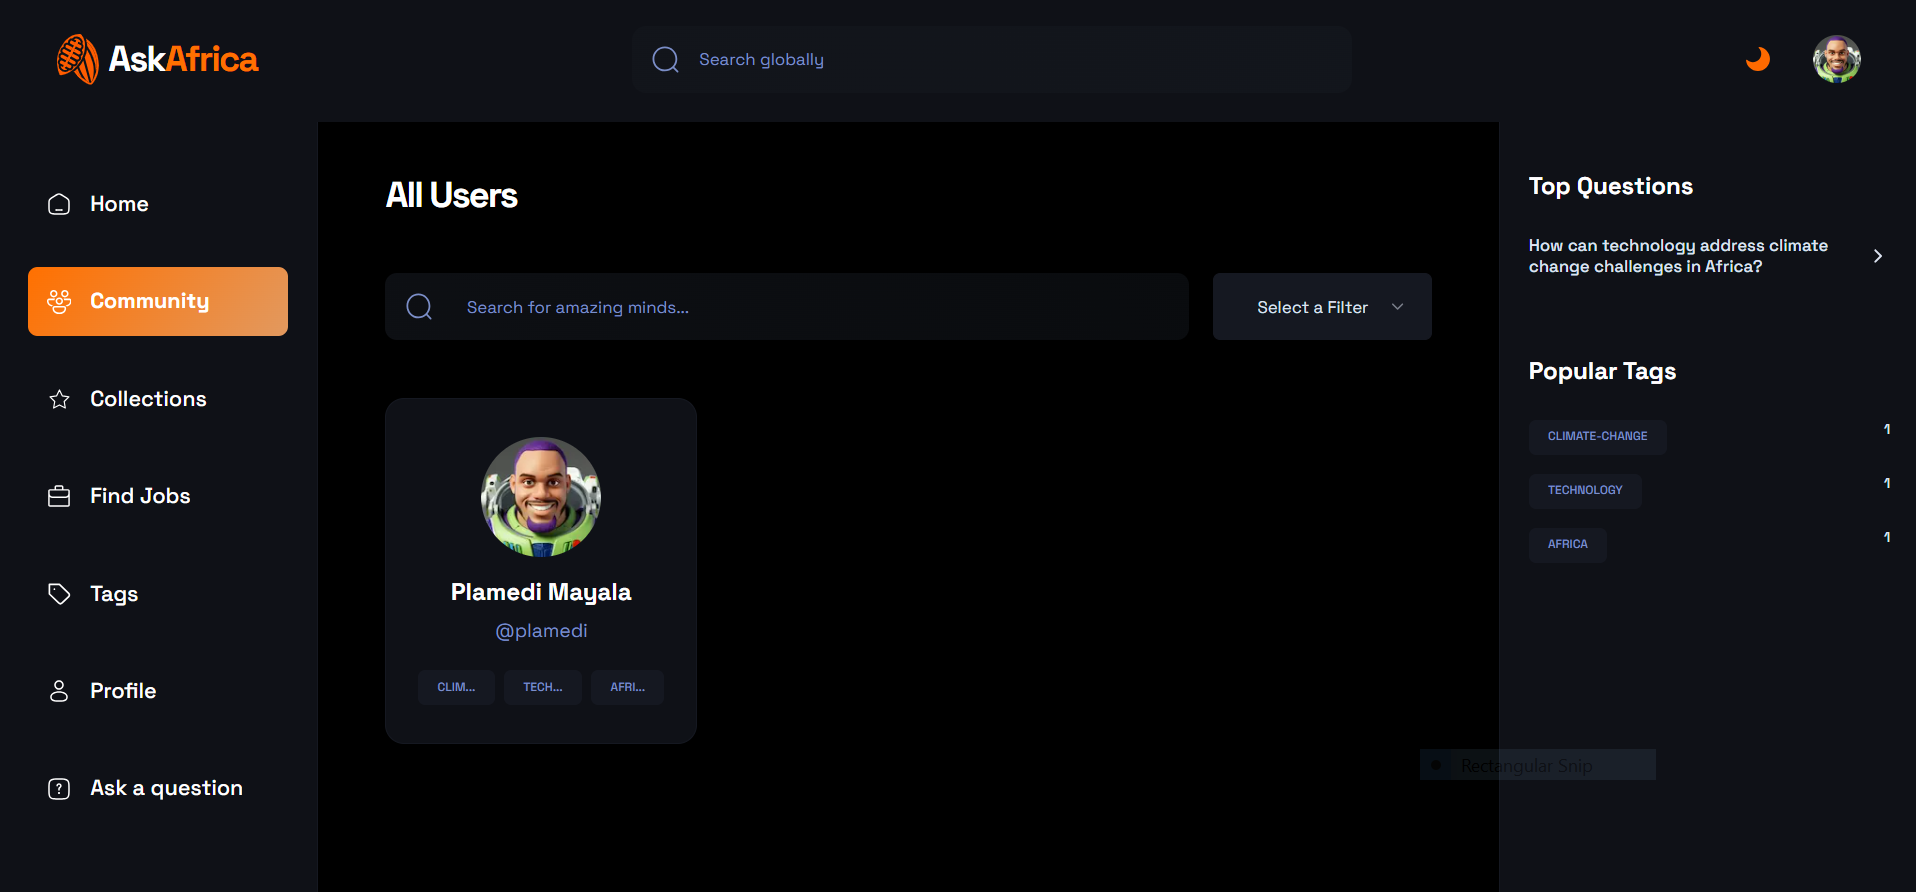 AskAfrica
Search globally
Home
Community
Collections
Find Jobs
Tags
Profile
Ask a question
All Users
Search for amazing minds...
Select a Filter
Plamedi Mayala
@plamedi
CLIM...
TECH...
AFRI...
Top Questions
How can technology address climate
change challenges in Africa?
Popular Tags
CLIMATE-CHANGE
1
TECHNOLOGY
1
AFRICA
1
Rectangular Snip